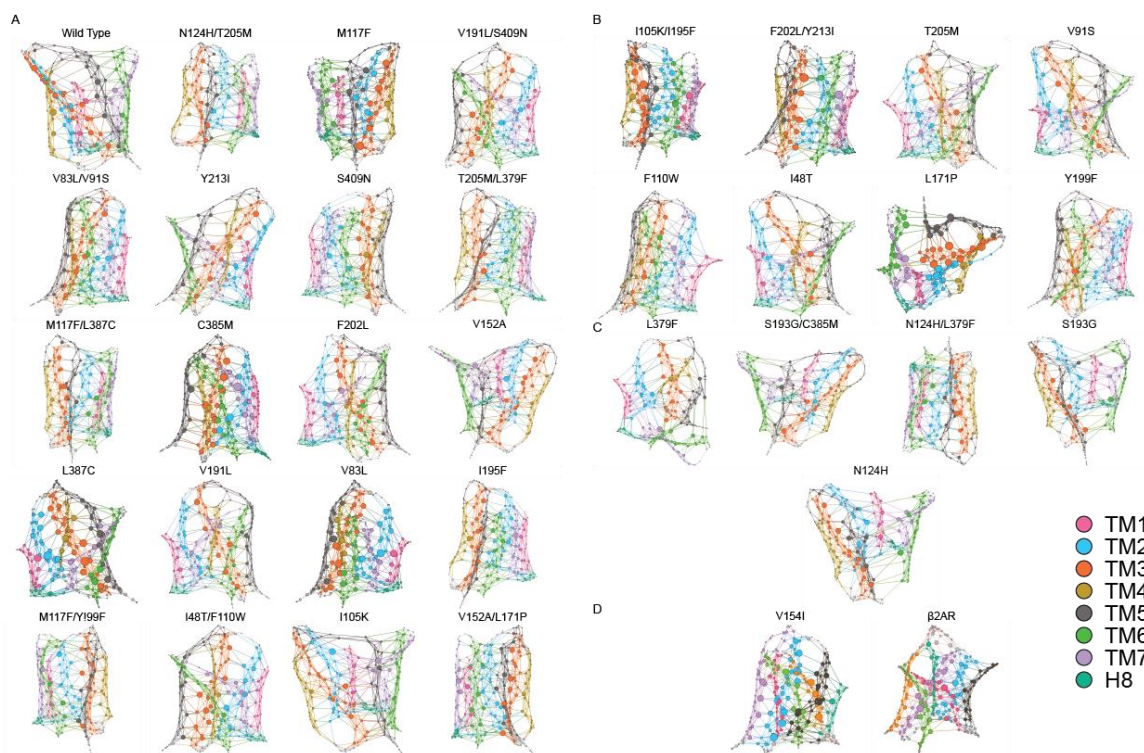 A
B
Wild Type
N124H/T205M
M117F
V191L/S409N
I105K/I195F
F202L/Y213I
T205M
V91S
V83L/V91S
Y213I
S409N
T205M/L379F
F110W
I48T
L171P
Y199F
M117F/L387C
C385M
F202L
V152A
C
L379F
S193G/C385M
N124H/L379F
S193G
L387C
V191L
V83L
I195F
N124H
M117F/Y!99F
I48T/F110W
I105K
V152A/L171P
D
V154I
β2AR
TM1
TM2
TM3
TM4
TM5
TM6
TM7
H8